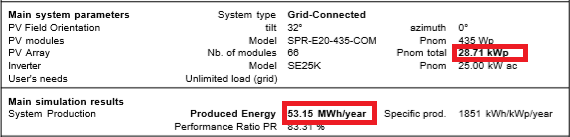 Main system parameters System type Grid-Connected
PV Field Orientation tilt 32° azimuth 0°
PV modules Model SPR-E20-435-COM Pnom 435 Wp
PV Array Nb. of modules 66 Pnom total 28.71 kWp
Inverter Model SE25K Pnom 25.00 kW ac
User's needs Unlimited load (grid)
Main simulation results
System Production Produced Energy 53.15 MWh/year Specific prod. 1851 kWh/kWp/year
Performance Ratio PR 83.31 %